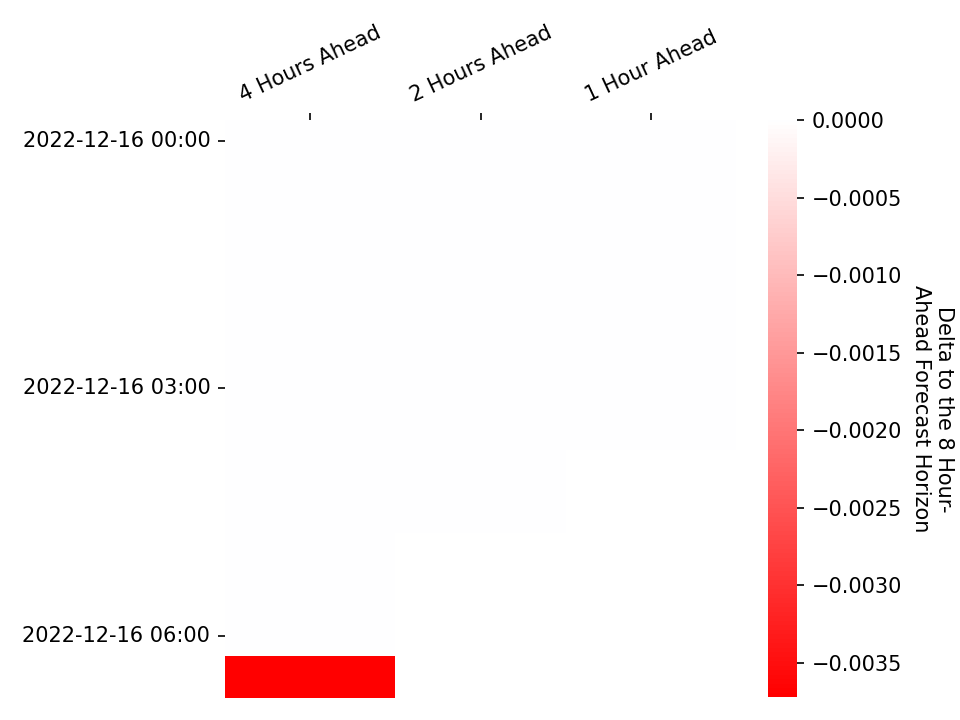 4 Hours Ahead
2 Hours Ahead
1 Hour Ahead
2022-12-16 00:00
2022-12-16 03:00
2022-12-16 06:00
0.0000
−0.0005
−0.0010
−0.0015
−0.0020
−0.0025
−0.0030
−0.0035
Delta to the 8 Hour-
Ahead Forecast Horizon